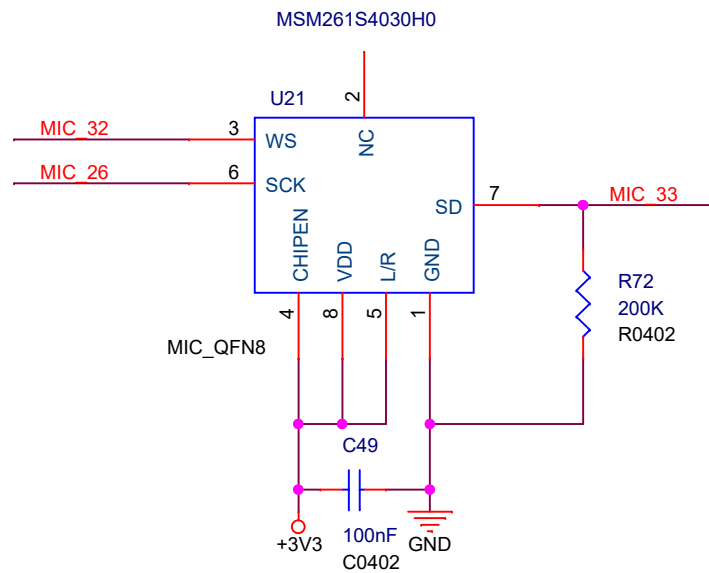 MSM261S4030H0
U21
2
NC
MIC_32
3
WS
MIC_26
6
SCK
7
SD
MIC_33
CHIPEN
VDD
L/R
GND
4
8
5
1
MIC_QFN8
R72
200K
R0402
C49
100nF
C0402
+3V3
GND